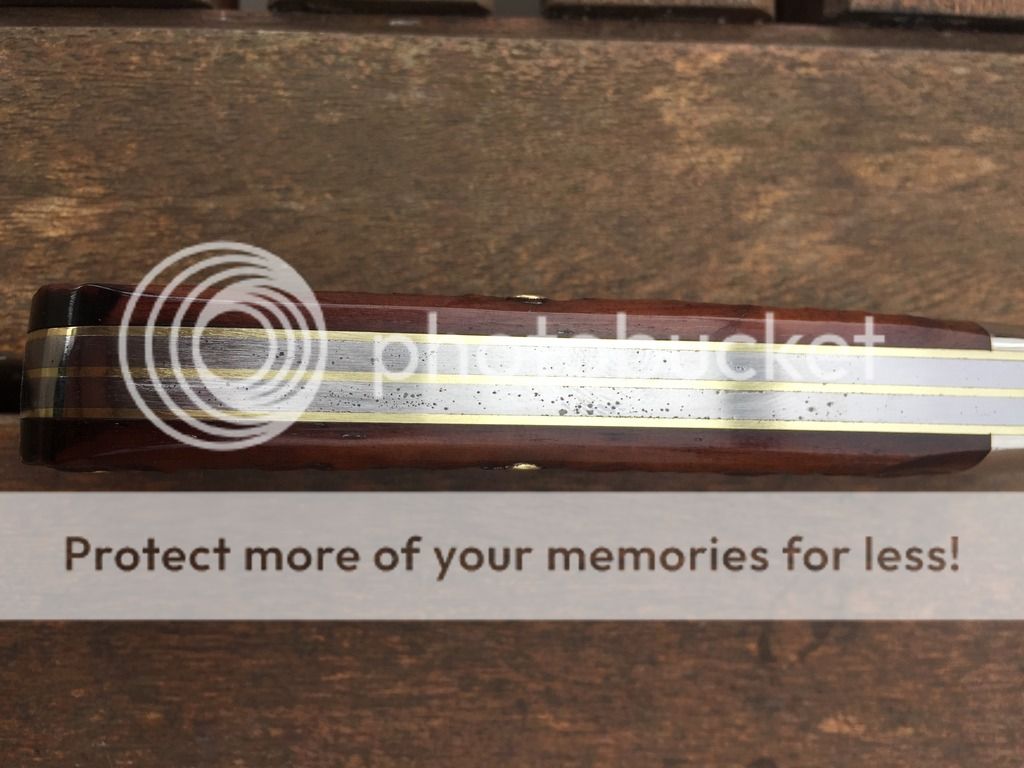 photobucket
Protect more of your memories for less!